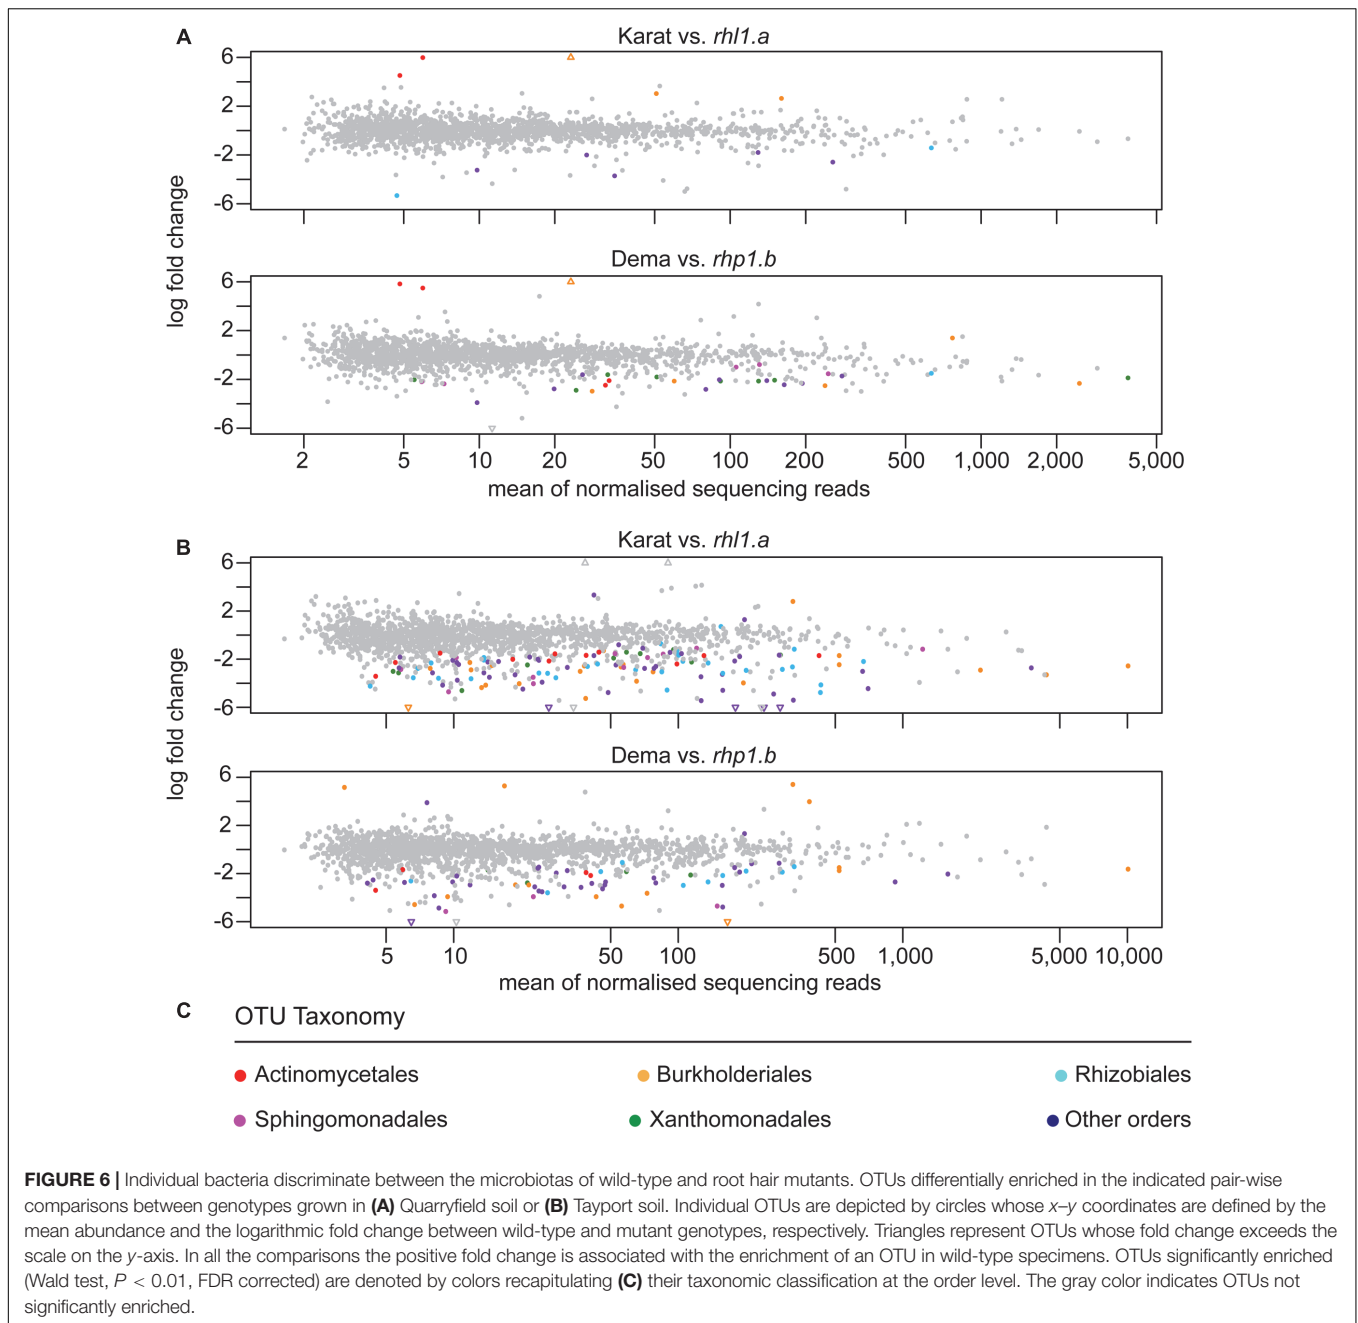 A
Karat vs. rhl1.a
6
2
-2
-6
Dema vs. rhp1.b
6
2
-2
-6
log fold change
2 5 10 20 50 100 200 500 1,000 2,000 5,000
mean of normalised sequencing reads
B
Karat vs. rhl1.a
6
2
-2
-6
Dema vs. rhp1.b
6
2
-2
-6
log fold change
5 10 50 100 500 1,000 5,000 10,000
mean of normalised sequencing reads
C
OTU Taxonomy
Actinomycetales Burkholderiales Rhizobiales
Sphingomonadales Xanthomonadales Other orders
FIGURE 6 | Individual bacteria discriminate between the microbiotas of wild-type and root hair mutants. OTUs differentially enriched in the indicated pair-wise
comparisons between genotypes grown in (A) Quarryfield soil or (B) Tayport soil. Individual OTUs are depicted by circles whose x–y coordinates are defined by the
mean abundance and the logarithmic fold change between wild-type and mutant genotypes, respectively. Triangles represent OTUs whose fold change exceeds the
scale on the y-axis. In all the comparisons the positive fold change is associated with the enrichment of an OTU in wild-type specimens. OTUs significantly enriched
(Wald test, P < 0.01, FDR corrected) are denoted by colors recapitulating (C) their taxonomic classification at the order level. The gray color indicates OTUs not
significantly enriched.